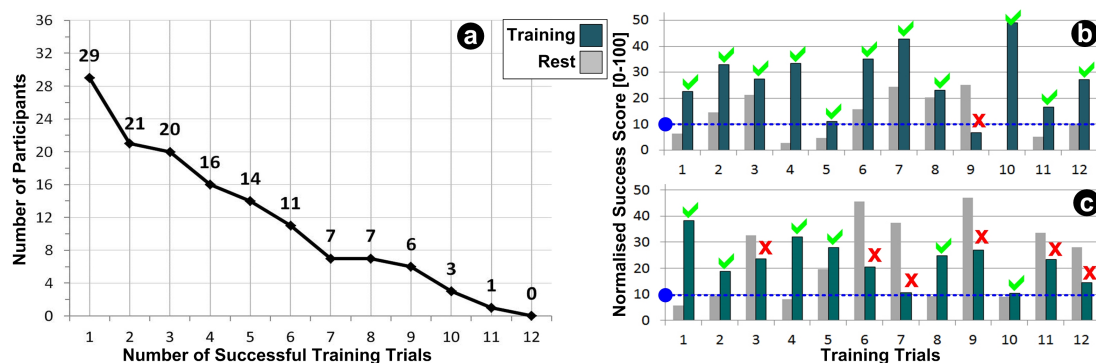 a
36
32
28
24
20
16
12
8
4
0
Number of Participants
29
21
20
16
14
11
7
7
6
3
1
0
1 2 3 4 5 6 7 8 9 10 11 12
Number of Successful Training Trials
Training
Rest
b
50
40
30
20
10
0
1 2 3 4 5 6 7 8 9 10 11 12
Normalised Success Score [0-100]
x
c
50
40
30
20
10
0
x x x x x x
1 2 3 4 5 6 7 8 9 10 11 12
Training Trials